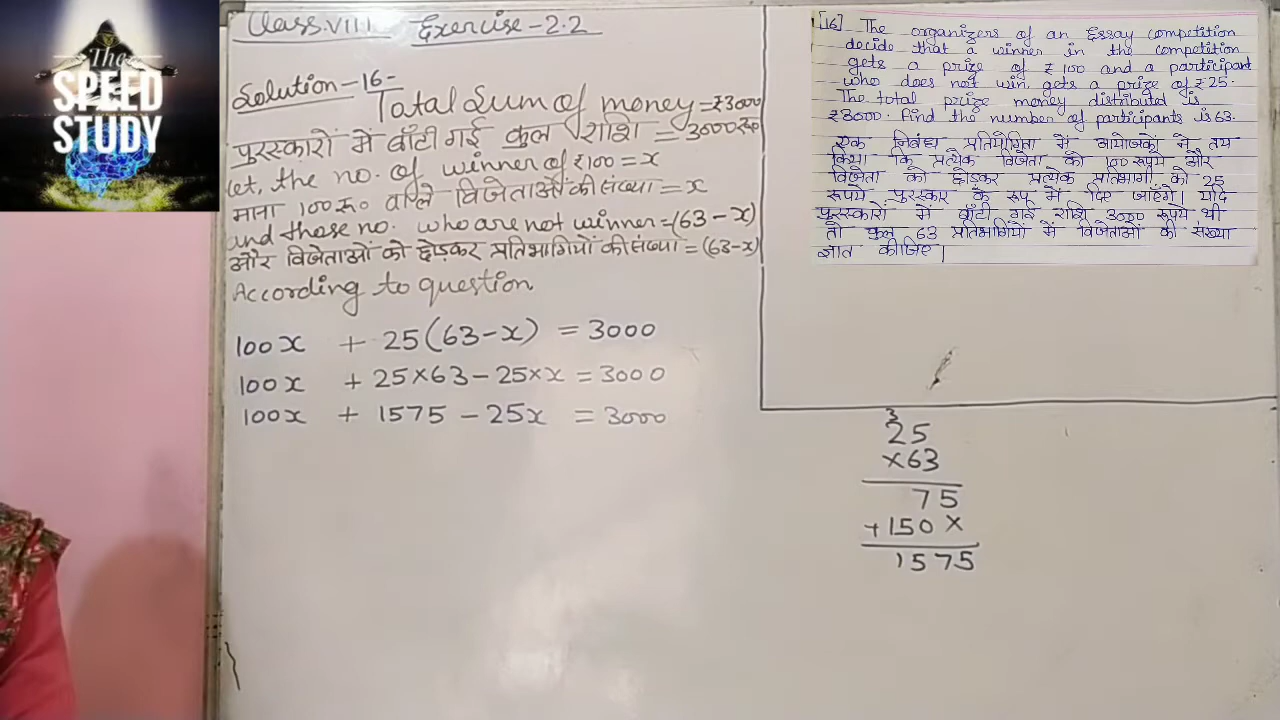 The
SPEED
STUDY
Class.VIII Exercise-2.2
Solution-16-
Total Sum of money=₹3000
पुरस्कारों में बाँटी गई कुल राशि = 3000रु०
Let, the no. of winner of ₹100=x
माना 100रु० वाले विजेताओं की संख्या = x
and those no. who are not winner=(63-x)
और विजेताओं को छोड़कर प्रतिभागियों की संख्या = (63-x)
According to question
100x + 25(63-x) = 3000
100x + 25×63-25×x = 3000
100x + 1575 - 25x = 3000
[16] The organizers of an essay competition
decide that a winner in the competition
gets a prize of ₹100 and a participant
who does not win gets a prize of ₹25
The total prize money distributed is
₹3000. find the number of participants is 63.
एक निबंध प्रतियोगिता में आयोजकों ने तय
किया कि प्रत्येक विजेता को 100 रुपए और
विजेता को छोड़कर प्रत्येक प्रतिभागी को 25
रुपये पुरस्कार के रूप में दिए जाएँगे यदि
पुरस्कारों में बाँटी गई राशि 3000 रुपये थी
तो कुल 63 प्रतिभागियों में विजेताओं की संख्या
ज्ञात कीजिए।
3
25
×63
75
+150×
1575